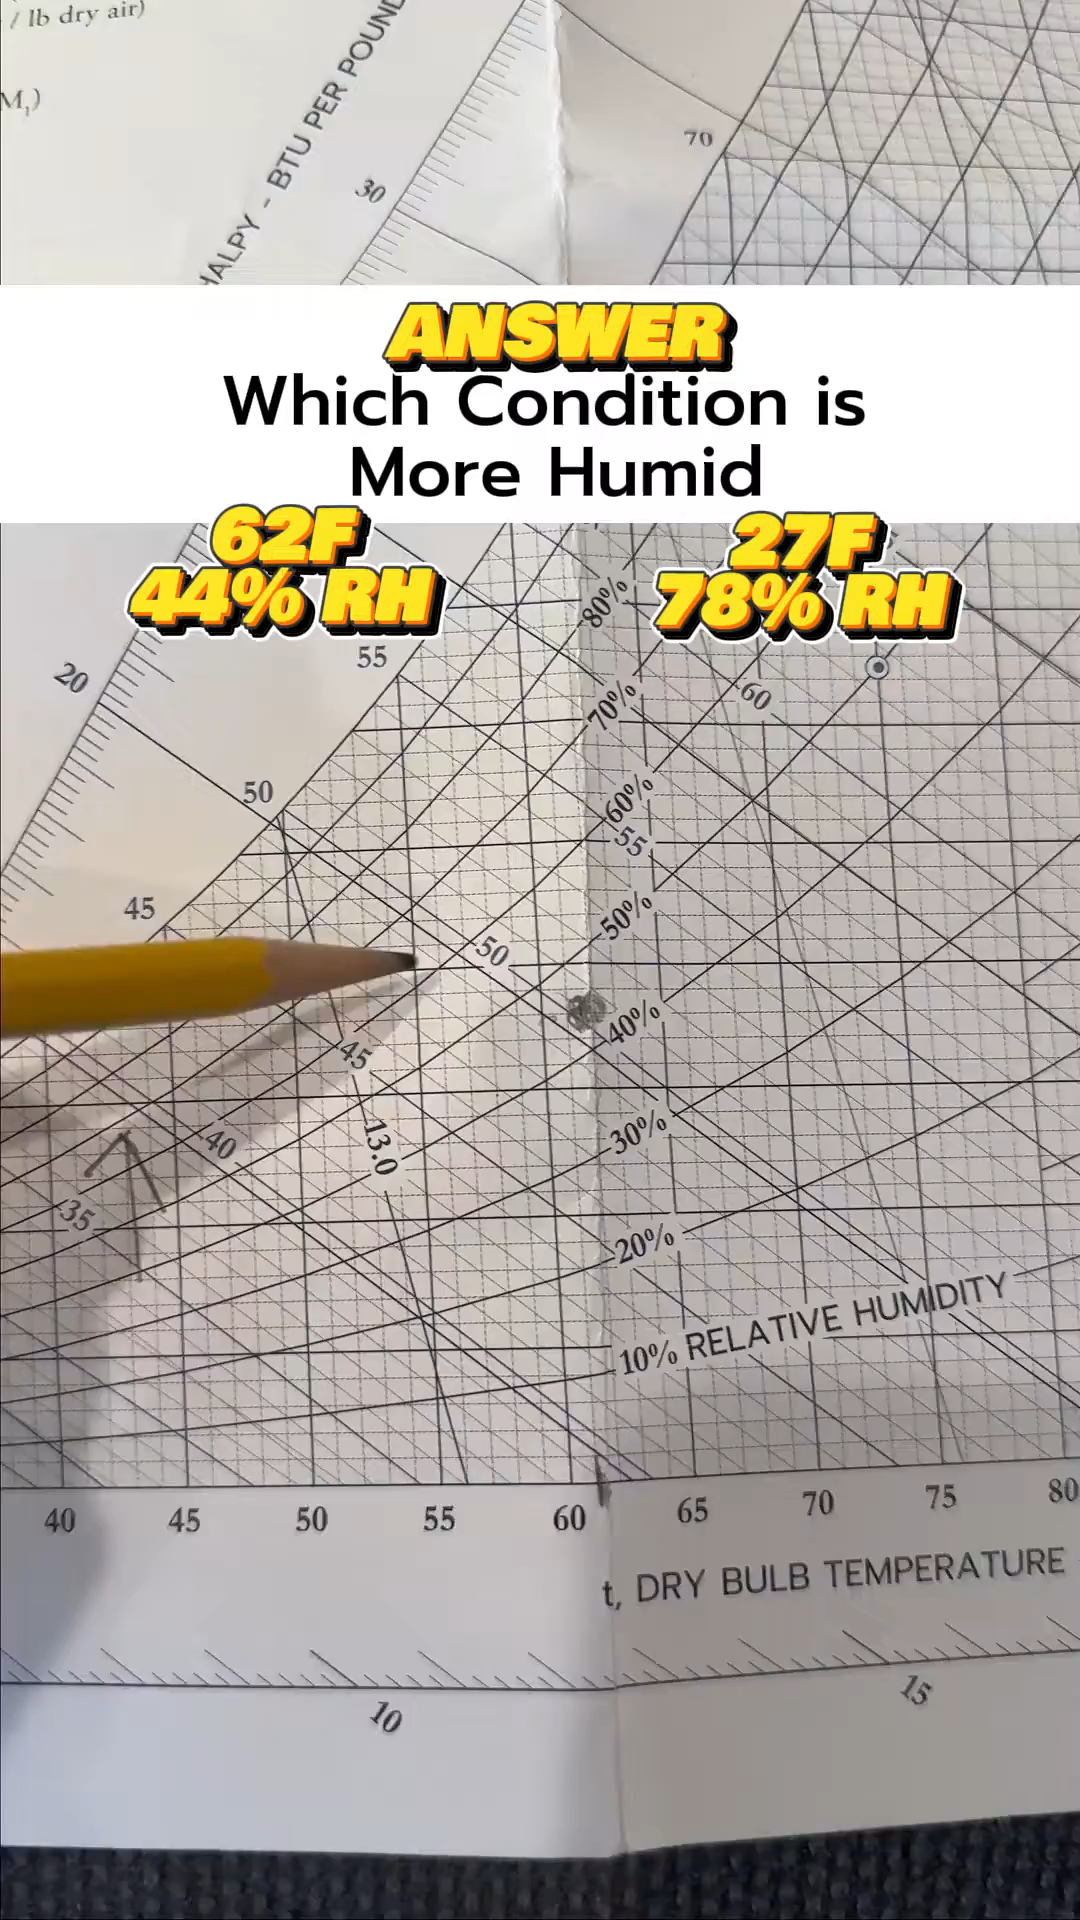 / lb dry air)
M₁)
HALPY - BTU PER POUND
30
70
ANSWER
Which Condition is
More Humid
62F
44% RH
27F
78% RH
80%
55
20
70%
60
50
60%
55
45
50%
50
40%
45
13.0
30%
40
35
20%
10% RELATIVE HUMIDITY
40 45 50 55 60 65 70 75 80
t, DRY BULB TEMPERATURE
10
15